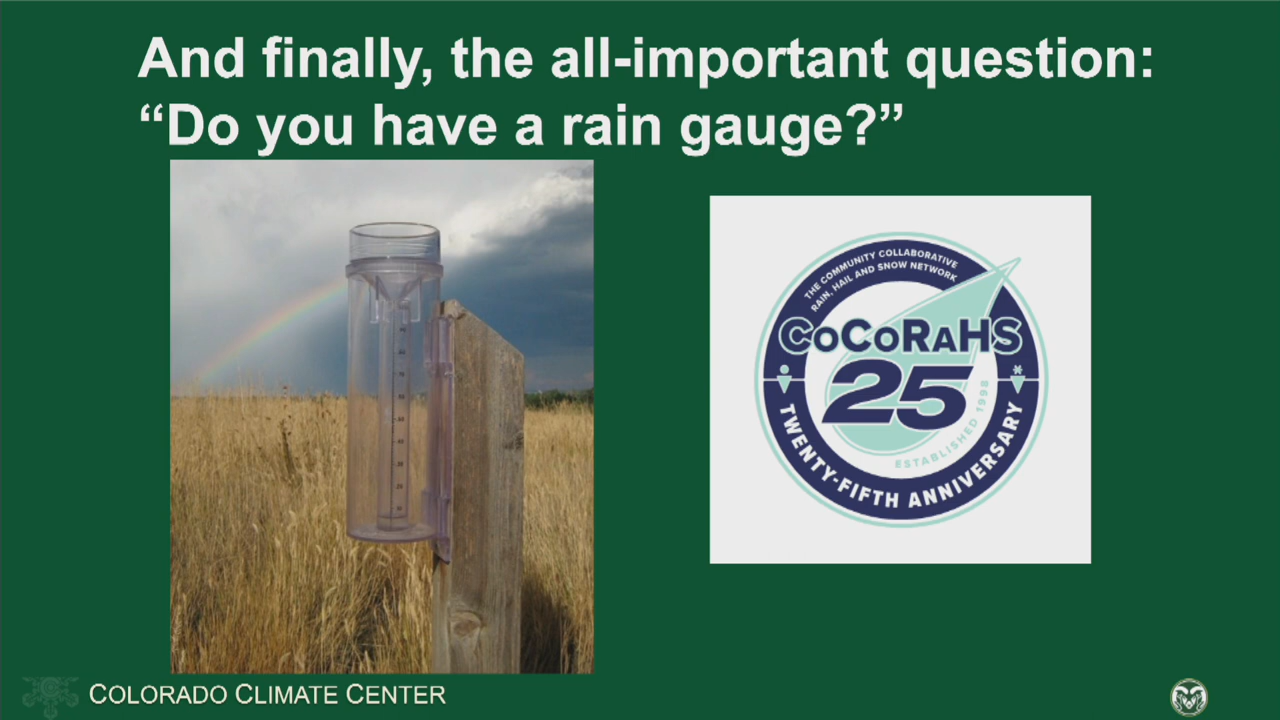 And finally, the all-important question:
“Do you have a rain gauge?”
THE COMMUNITY COLLABORATIVE
RAIN, HAIL AND SNOW NETWORK
CoCoRaHS
25
ESTABLISHED 1998
TWENTY-FIFTH ANNIVERSARY
COLORADO CLIMATE CENTER